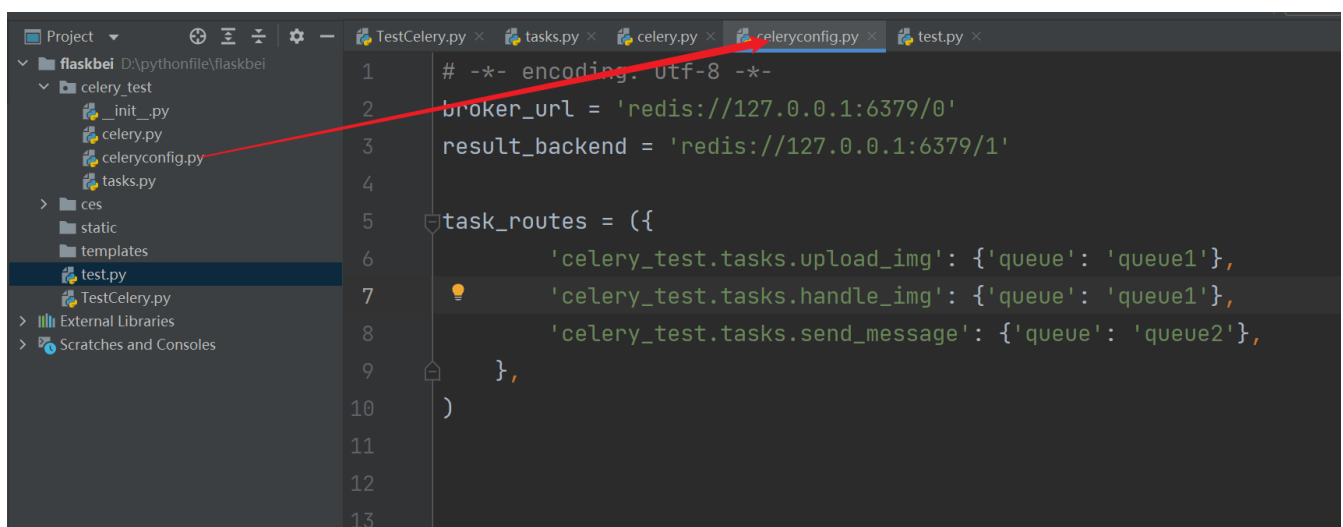 Project
TestCelery.py
tasks.py
celery.py
celeryconfig.py
test.py
flaskbei D:\pythonfile\flaskbei
celery_test
__init__.py
celery.py
celeryconfig.py
tasks.py
ces
static
templates
test.py
TestCelery.py
External Libraries
Scratches and Consoles
1 # -*- encoding: utf-8 -*-
2 broker_url = 'redis://127.0.0.1:6379/0'
3 result_backend = 'redis://127.0.0.1:6379/1'
4
5 task_routes = ({
6 'celery_test.tasks.upload_img': {'queue': 'queue1'},
7 'celery_test.tasks.handle_img': {'queue': 'queue1'},
8 'celery_test.tasks.send_message': {'queue': 'queue2'},
9 },
10 )
11
12
13